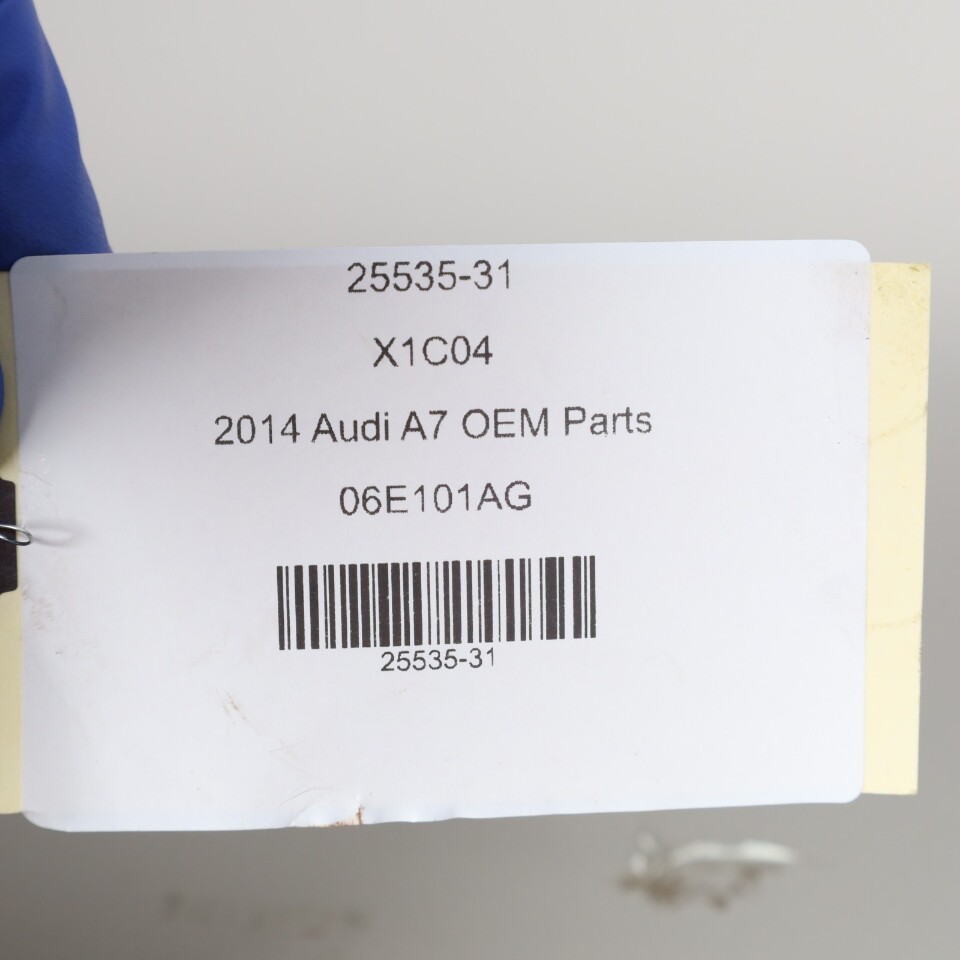 25535-31
X1C04
2014 Audi A7 OEM Parts
06E101AG
25535-31